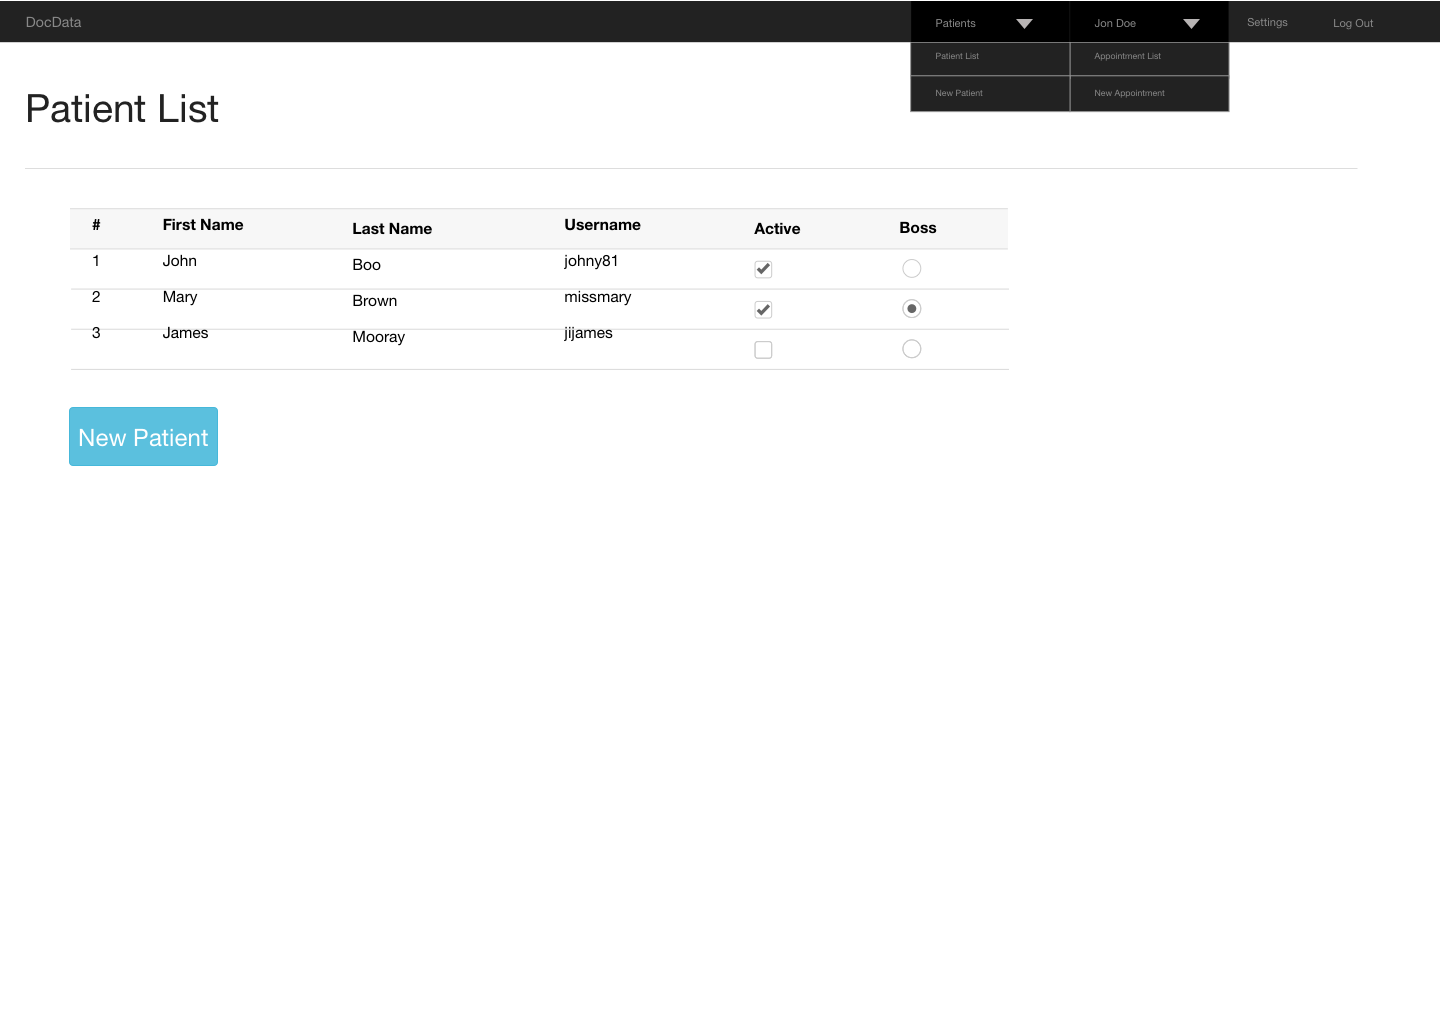 DocData Patients Jon Doe Settings Log Out
Patient List Appointment List
New Patient New Appointment
Patient List
# First Name Last Name Username Active Boss
1 John Boo johny81
2 Mary Brown missmary
3 James Mooray jijames
New Patient